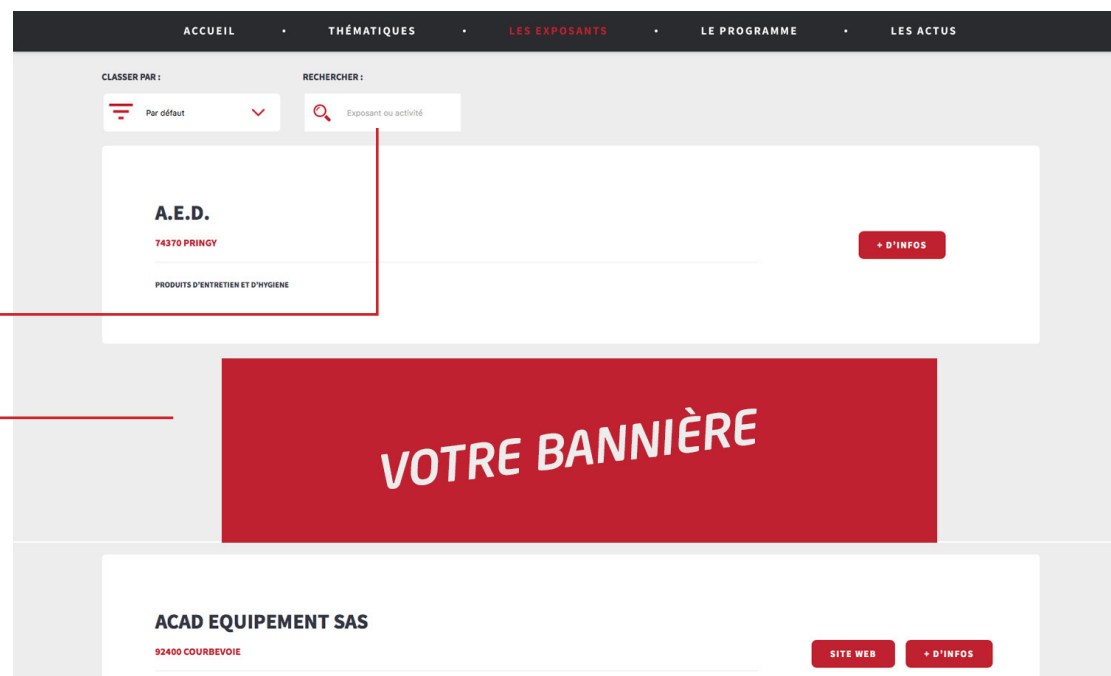 ACCUEIL • THÉMATIQUES • LES EXPOSANTS • LE PROGRAMME • LES ACTUS
CLASSER PAR : RECHERCHER :
Par défaut Exposant ou activité
A.E.D.
74370 PRINGY
+ D'INFOS
PRODUITS D'ENTRETIEN ET D'HYGIENE
VOTRE BANNIÈRE
ACAD EQUIPEMENT SAS
92400 COURBEVOIE
SITE WEB + D'INFOS